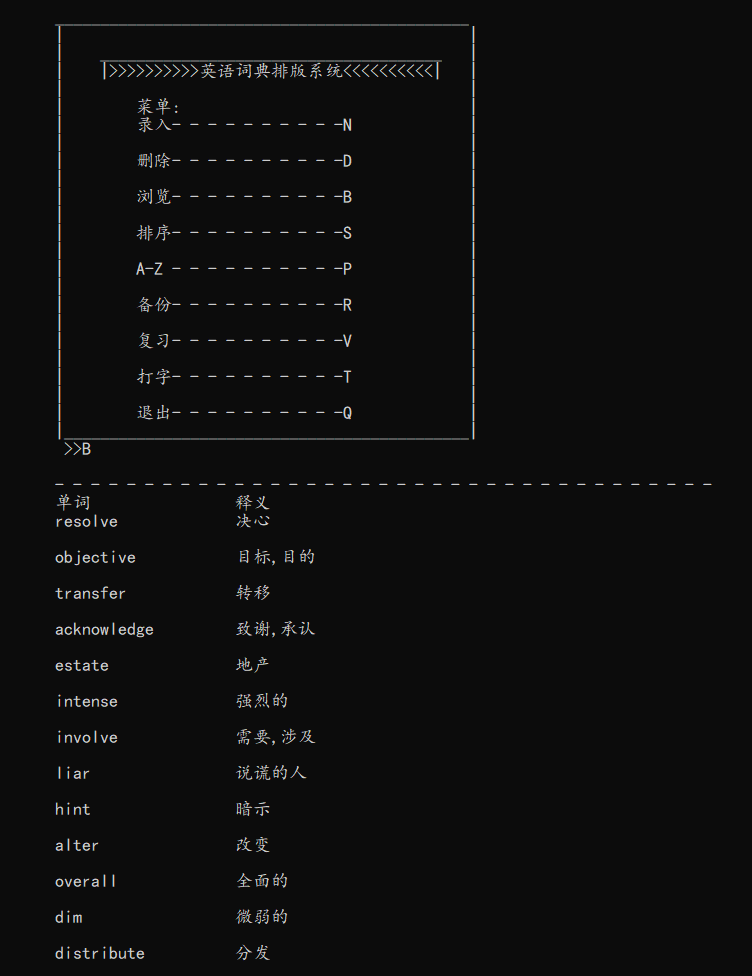 |>>>>>>>>>>英语词典排版系统<<<<<<<<<<|
菜单:
录入- - - - - - - - - -N
删除- - - - - - - - - -D
浏览- - - - - - - - - -B
排序- - - - - - - - - -S
A-Z - - - - - - - - - -P
备份- - - - - - - - - -R
复习- - - - - - - - - -V
打字- - - - - - - - - -T
退出- - - - - - - - - -Q
>>B
- - - - - - - - - - - - - - - - - - - - - - - - - - - - - - - - - - - - -
单词 释义
resolve 决心
objective 目标,目的
transfer 转移
acknowledge 致谢,承认
estate 地产
intense 强烈的
involve 需要,涉及
liar 说谎的人
hint 暗示
alter 改变
overall 全面的
dim 微弱的
distribute 分发